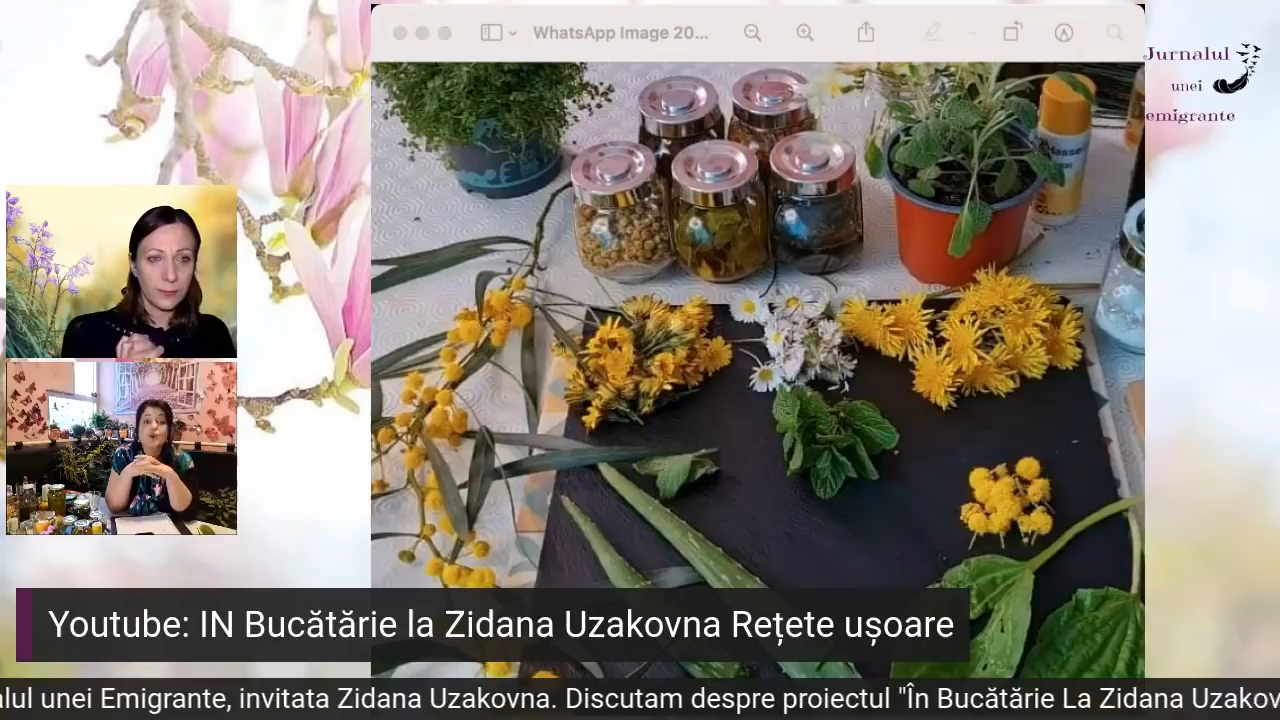 WhatsApp Image 20...
Jurnalul
unei
emigrante
Youtube: IN Bucătărie la Zidana Uzakovna Rețete ușoare
alul unei Emigrante, invitata Zidana Uzakovna. Discutam despre proiectul "În Bucătărie La Zidana Uzakov